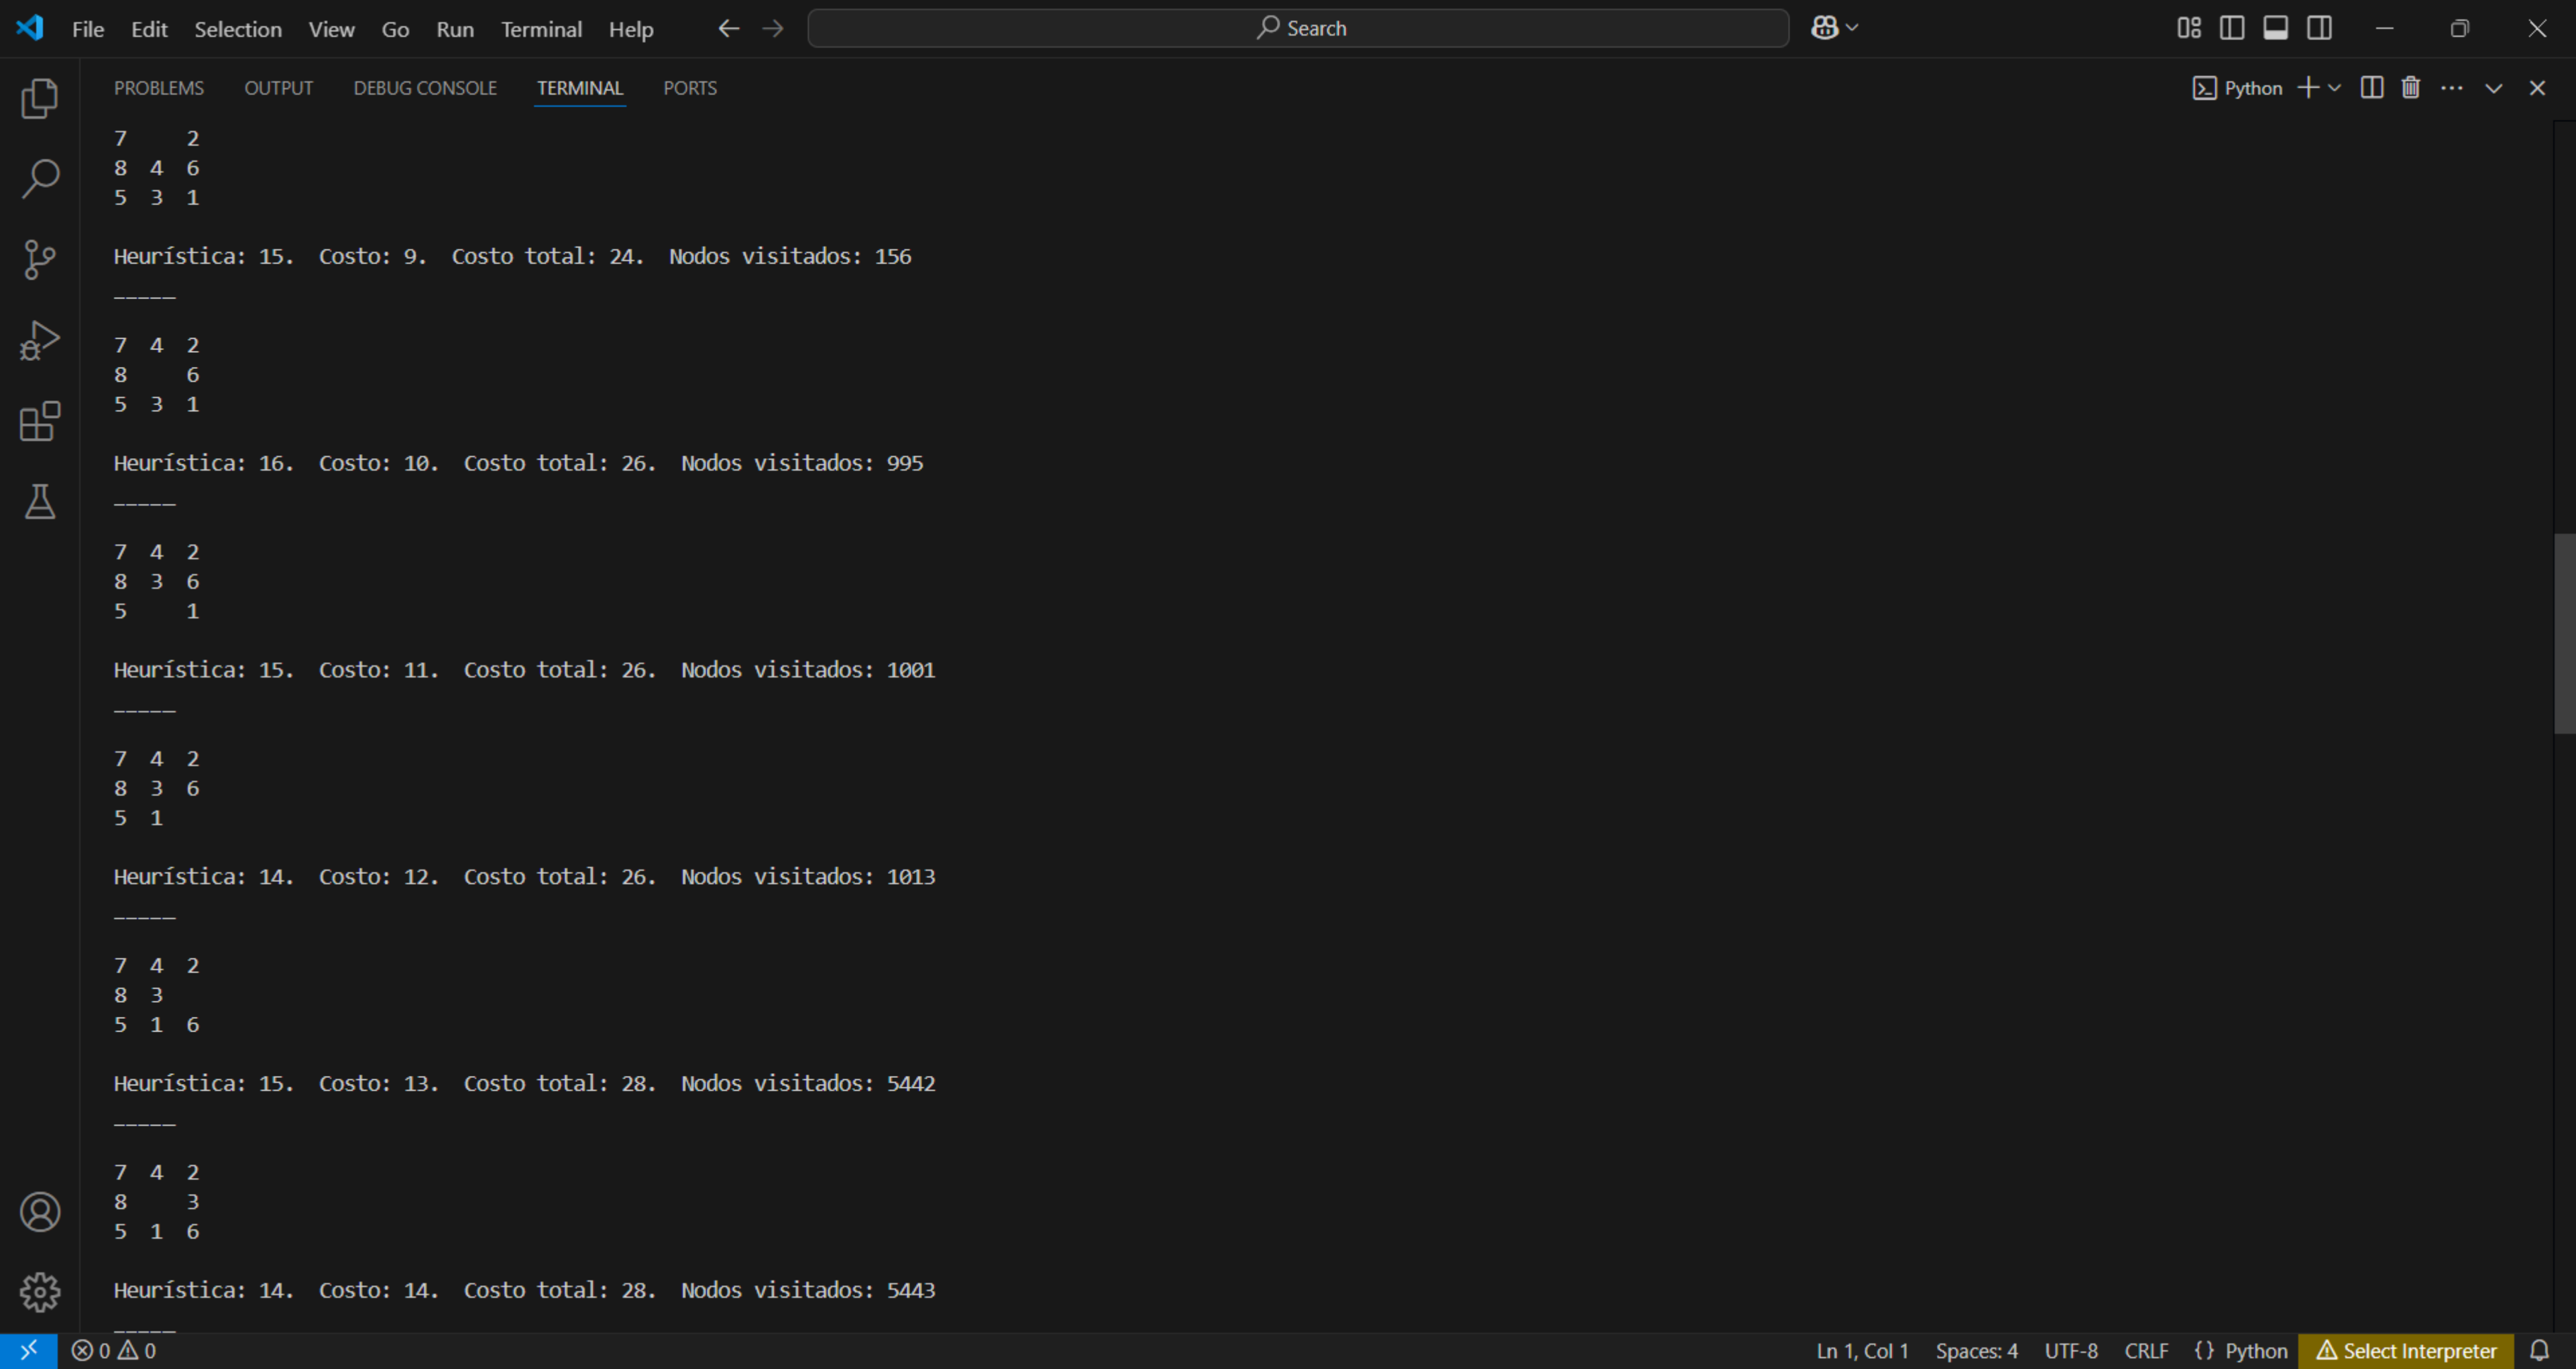 File Edit Selection View Go Run Terminal Help Search
PROBLEMS OUTPUT DEBUG CONSOLE TERMINAL PORTS Python
7 2
8 4 6
5 3 1
Heurística: 15. Costo: 9. Costo total: 24. Nodos visitados: 156
-----
7 4 2
8 6
5 3 1
Heurística: 16. Costo: 10. Costo total: 26. Nodos visitados: 995
-----
7 4 2
8 3 6
5 1
Heurística: 15. Costo: 11. Costo total: 26. Nodos visitados: 1001
-----
7 4 2
8 3 6
5 1
Heurística: 14. Costo: 12. Costo total: 26. Nodos visitados: 1013
-----
7 4 2
8 3
5 1 6
Heurística: 15. Costo: 13. Costo total: 28. Nodos visitados: 5442
-----
7 4 2
8 3
5 1 6
Heurística: 14. Costo: 14. Costo total: 28. Nodos visitados: 5443
-----
0 0 Ln 1, Col 1 Spaces: 4 UTF-8 CRLF {} Python Select Interpreter